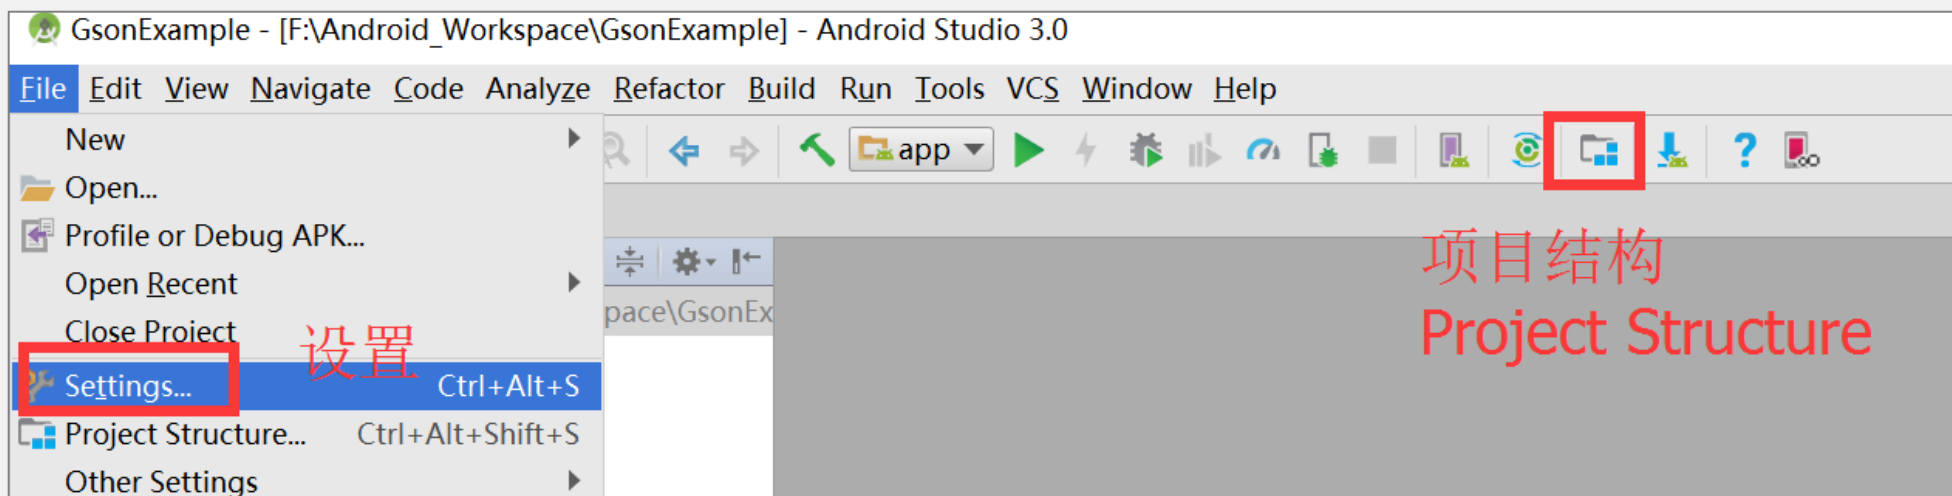 GsonExample - [F:\Android_Workspace\GsonExample] - Android Studio 3.0
File Edit View Navigate Code Analyze Refactor Build Run Tools VCS Window Help
New
app
Open...
Profile or Debug APK...
Open Recent
pace\GsonEx
Close Project
设置
Settings... Ctrl+Alt+S
Project Structure... Ctrl+Alt+Shift+S
Other Settings
项目结构
Project Structure